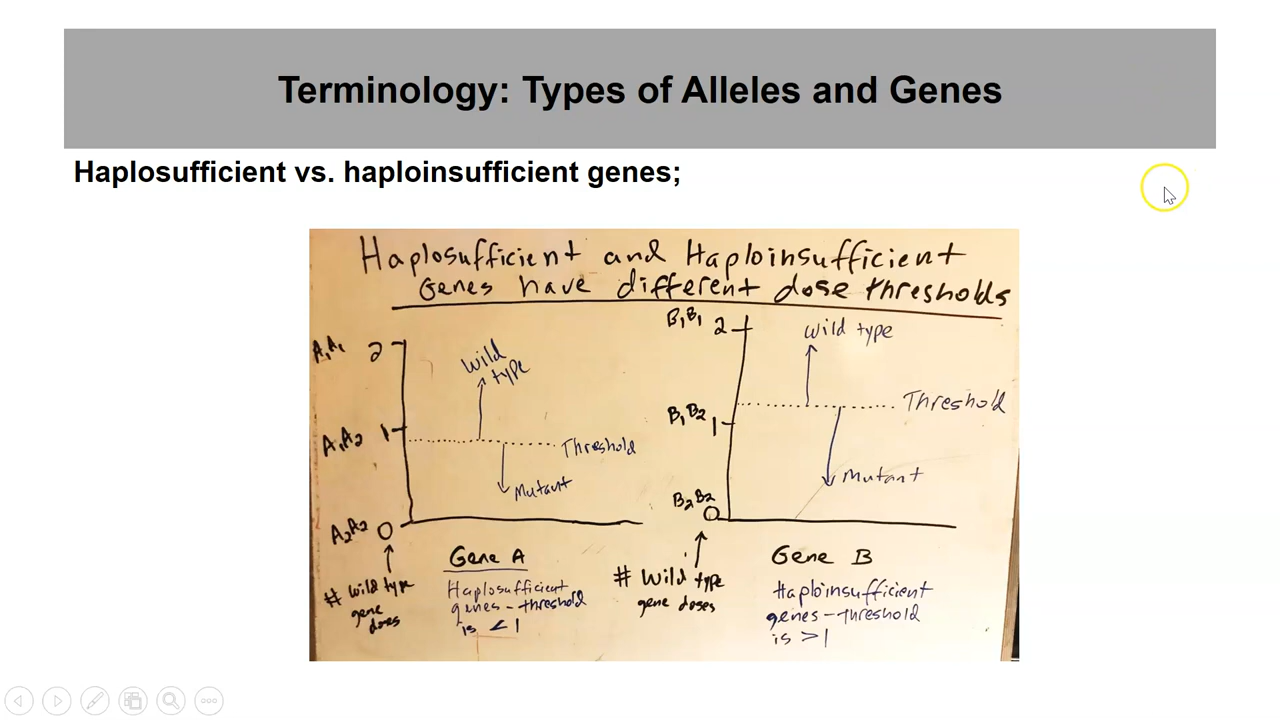 Terminology: Types of Alleles and Genes
Haplosufficient vs. haploinsufficient genes;
Haplosufficient and Haploinsufficient
Genes have different dose thresholds
A₁A₁ 2
Wild
type
A₁A₂ 1
Threshold
Mutant
A₂A₂ 0
# Wild type
gene
doses
Gene A
Haplosufficient
genes - threshold
is < 1
B₁B₁ 2
Wild type
Threshold
B₁B₂ 1
Mutant
B₂B₂
0
# Wild type
gene doses
Gene B
Haploinsufficient
genes - threshold
is > 1